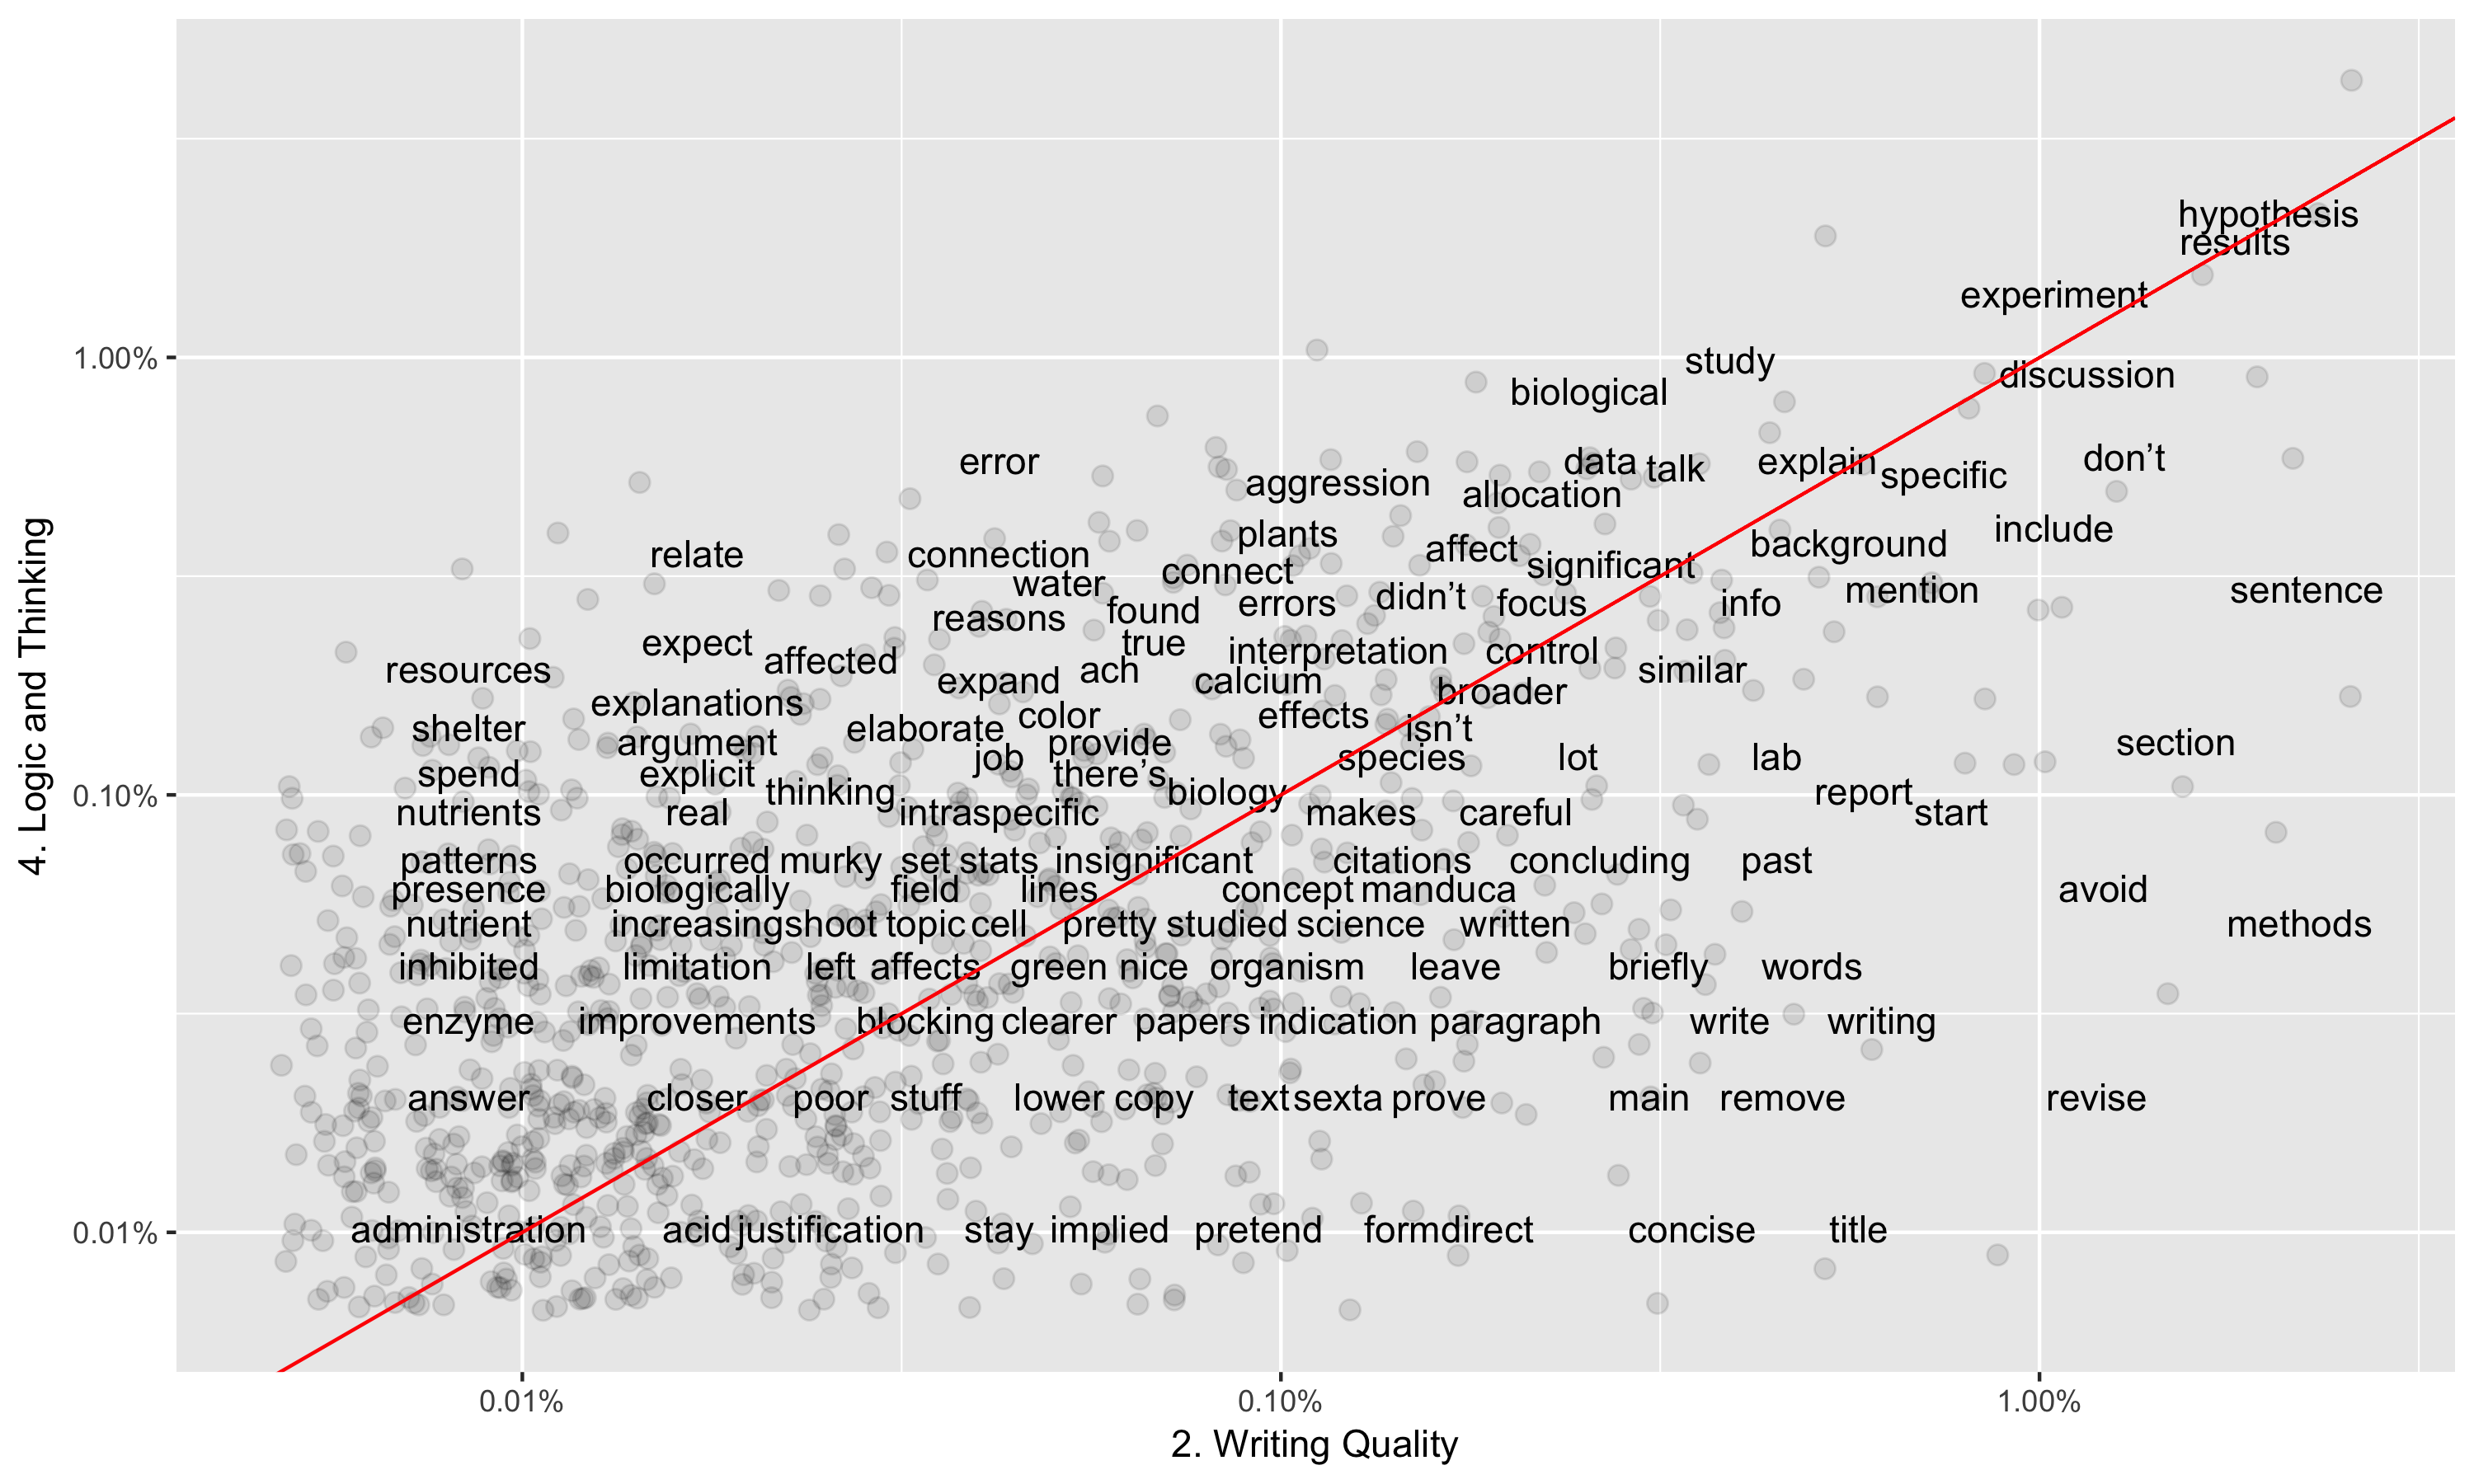 hypothesis
results
experiment
1.00%
study
discussion
biological
error
data
talk
explain
specific
don’t
aggression
allocation
plants
include
relate
connection
affect
background
water
connect
significant
mention
sentence
reasons
found
errors
didn’t
focus
info
expect
true
affected
interpretation
control
resources
expand
ach
calcium
similar
explanations
broader
shelter
elaborate
color
effects
isn’t
argument
provide
section
job
species
lot
lab
spend
explicit
there’s
0.10%
thinking
biology
report
nutrients
real
intraspecific
makes
careful
start
patterns
occurred
murky
set
stats
insignificant
citations
concluding
past
presence
biologically
field
lines
concept
manduca
avoid
nutrient
increasing
shoot
topic
cell
pretty
studied
science
written
methods
inhibited
limitation
left
affects
green
nice
organism
leave
briefly
words
enzyme
improvements
blocking
clearer
papers
indication
paragraph
write
writing
answer
closer
poor
stuff
lower
copy
text
sexta
prove
main
remove
revise
0.01%
administration
acid
justification
stay
implied
pretend
form
direct
concise
title
4. Logic and Thinking
0.01%
0.10%
1.00%
2. Writing Quality